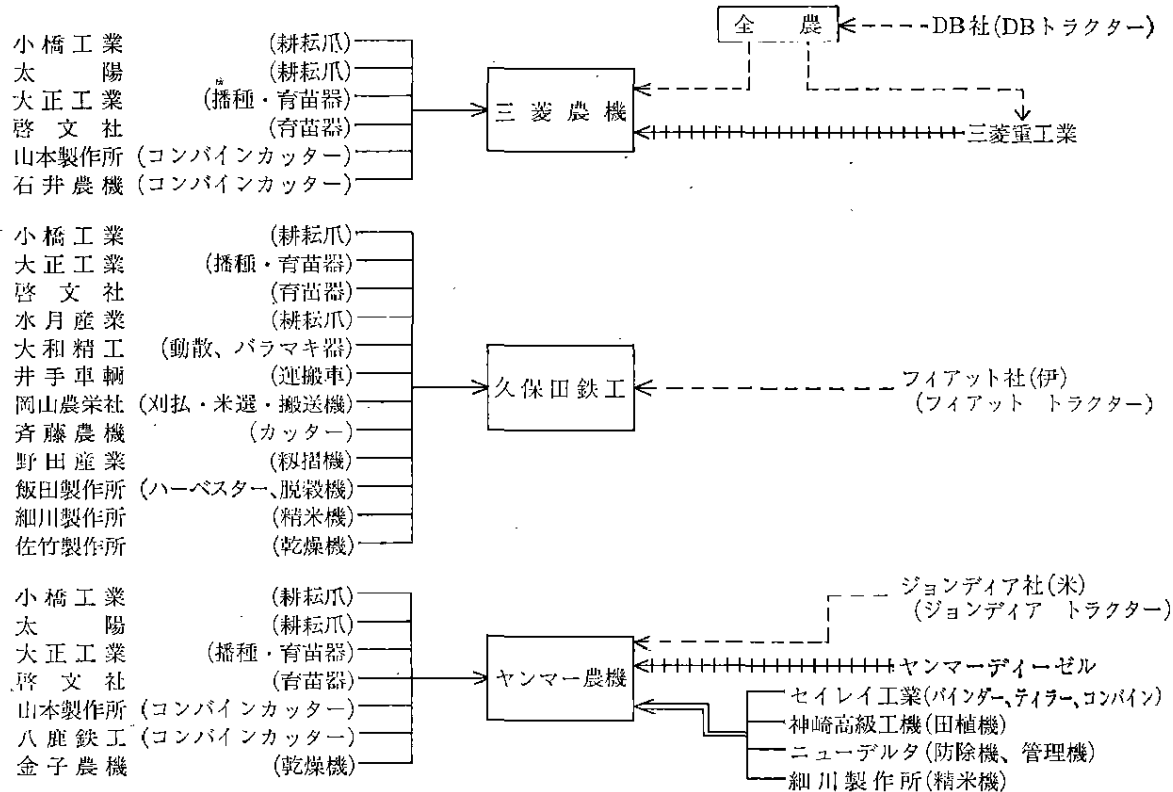 全農
DB社(DBトラクター)
小橋工業 (耕耘爪)
太陽 (耕耘爪)
大正工業 (播種・育苗器)
啓文社 (育苗器)
山本製作所 (コンバインカッター)
石井農機 (コンバインカッター)
三菱農機
三菱重工業
小橋工業 (耕耘爪)
大正工業 (播種・育苗器)
啓文社 (育苗器)
水月産業 (耕耘爪)
大和精工 (動散、バラマキ器)
井手車輌 (運搬車)
岡山農栄社 (刈払・米選・搬送機)
斉藤農機 (カッター)
野田産業 (籾摺機)
飯田製作所 (ハーベスター、脱穀機)
細川製作所 (精米機)
佐竹製作所 (乾燥機)
久保田鉄工
フィアット社(伊)
(フィアット トラクター)
小橋工業 (耕耘爪)
太陽 (耕耘爪)
大正工業 (播種・育苗器)
啓文社 (育苗器)
山本製作所 (コンバインカッター)
八鹿鉄工 (コンバインカッター)
金子農機 (乾燥機)
ヤンマー農機
ジョンディア社(米)
(ジョンディア トラクター)
ヤンマーディーゼル
セイレイ工業(バインダー、ティラー、コンバイン)
神崎高級工機(田植機)
ニューデルタ(防除機、管理機)
細川製作所(精米機)